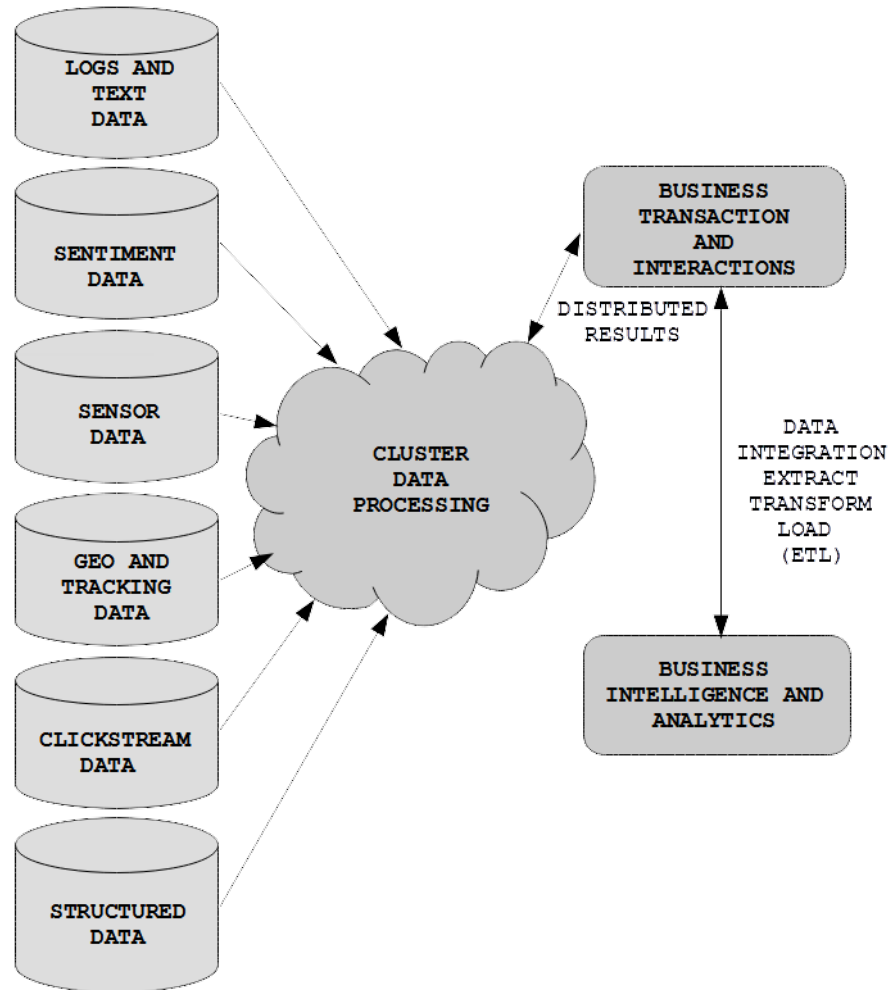 LOGS AND
TEXT
DATA
SENTIMENT
DATA
SENSOR
DATA
GEO AND
TRACKING
DATA
CLICKSTREAM
DATA
STRUCTURED
DATA
CLUSTER
DATA
PROCESSING
BUSINESS
TRANSACTION
AND
INTERACTIONS
DISTRIBUTED
RESULTS
DATA
INTEGRATION
EXTRACT
TRANSFORM
LOAD
(ETL)
BUSINESS
INTELLIGENCE AND
ANALYTICS